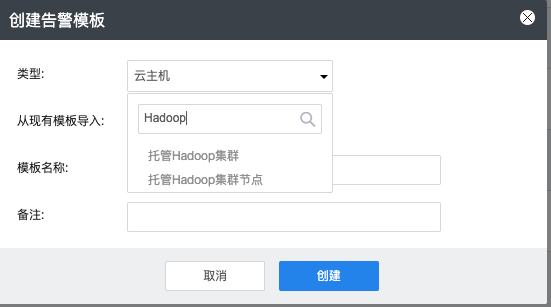 创建告警模板
类型:
云主机
从现有模板导入:
Hadoop
托管Hadoop集群
模板名称:
托管Hadoop集群节点
备注:
取消
创建